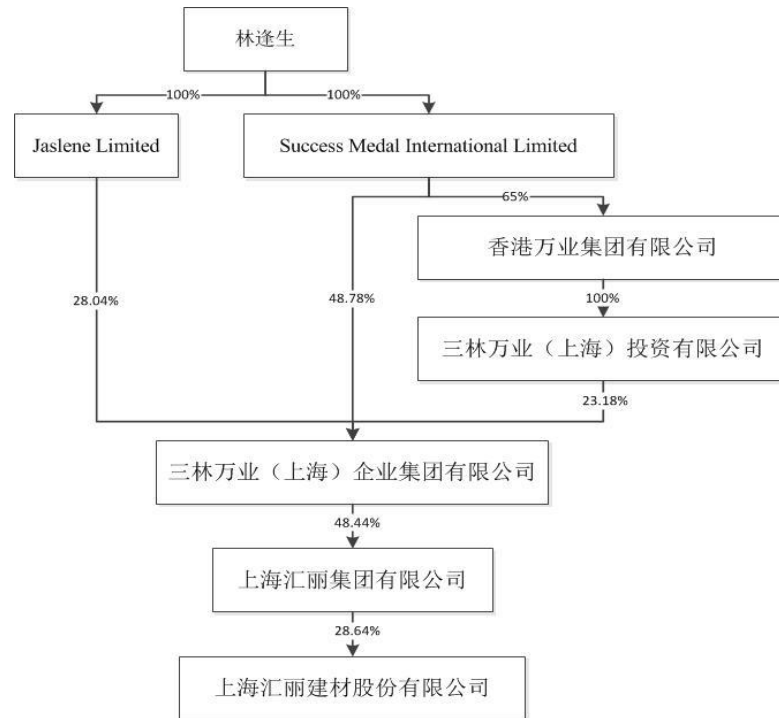 林逢生
100%
100%
Jaslene Limited
Success Medal International Limited
65%
香港万业集团有限公司
28.04%
48.78%
100%
三林万业（上海）投资有限公司
23.18%
三林万业（上海）企业集团有限公司
48.44%
上海汇丽集团有限公司
28.64%
上海汇丽建材股份有限公司